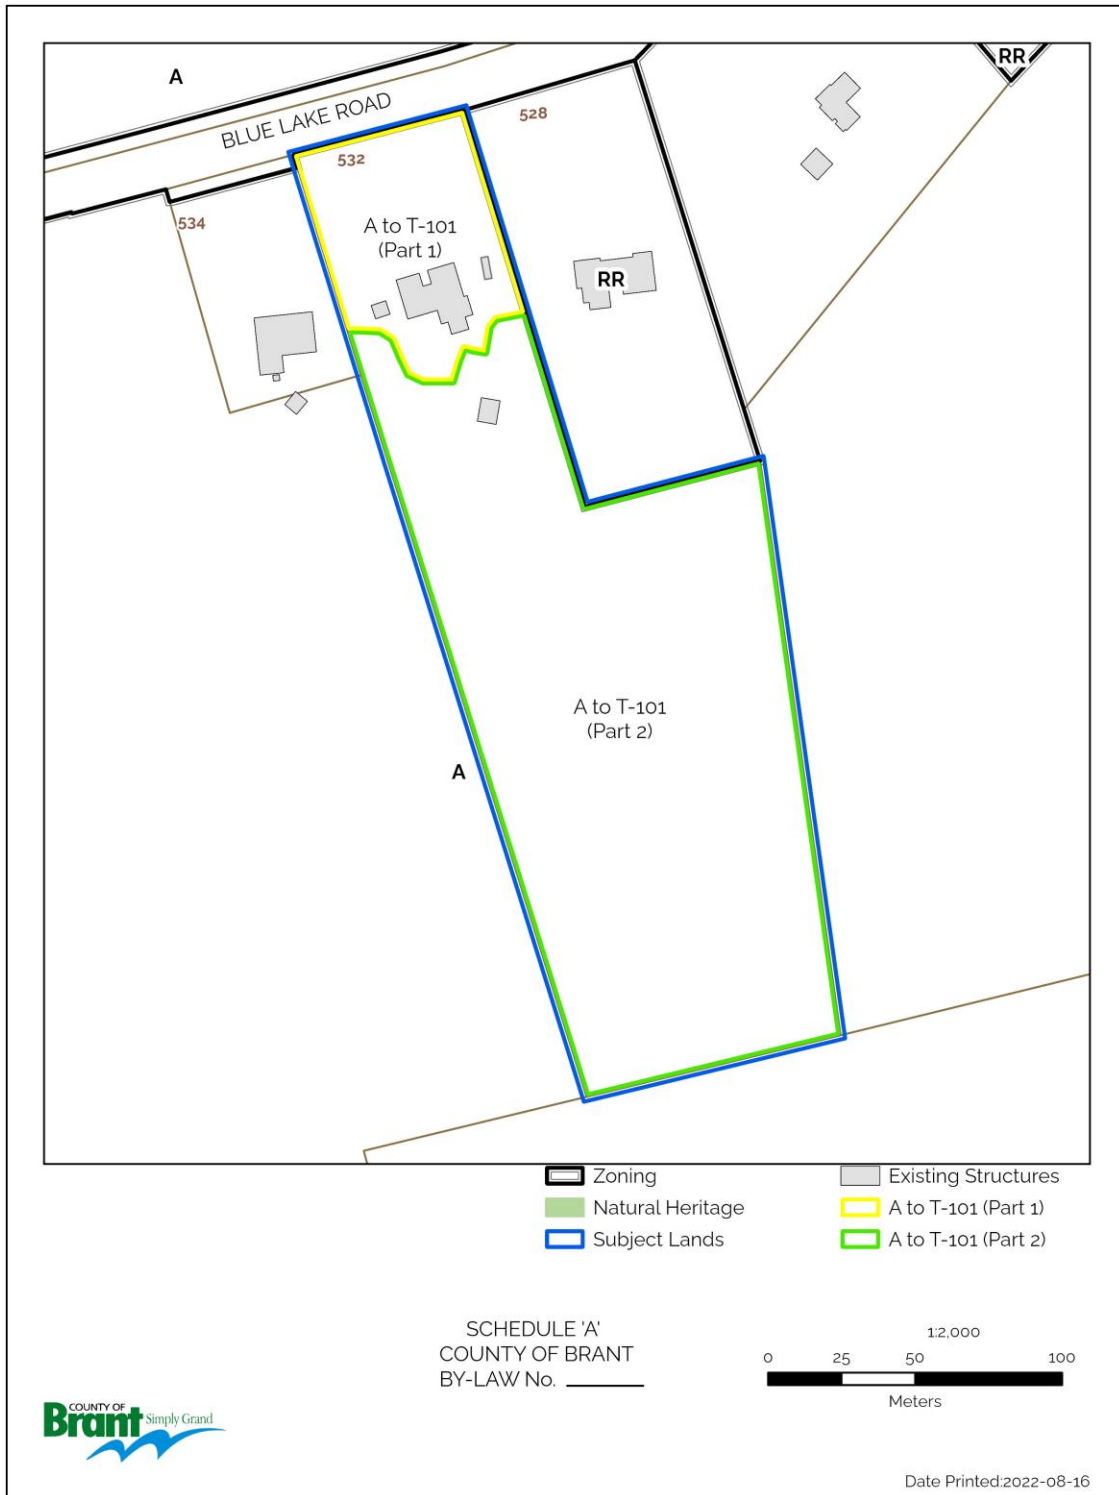 A
RR
BLUE LAKE ROAD
528
532
534
A to T-101
(Part 1)
RR
A to T-101
(Part 2)
A
Zoning
Natural Heritage
Subject Lands
Existing Structures
A to T-101 (Part 1)
A to T-101 (Part 2)
SCHEDULE 'A'
COUNTY OF BRANT
BY-LAW No. ________
1:2,000
0 25 50 100
Meters
COUNTY OF
Brant Simply Grand
Date Printed:2022-08-16